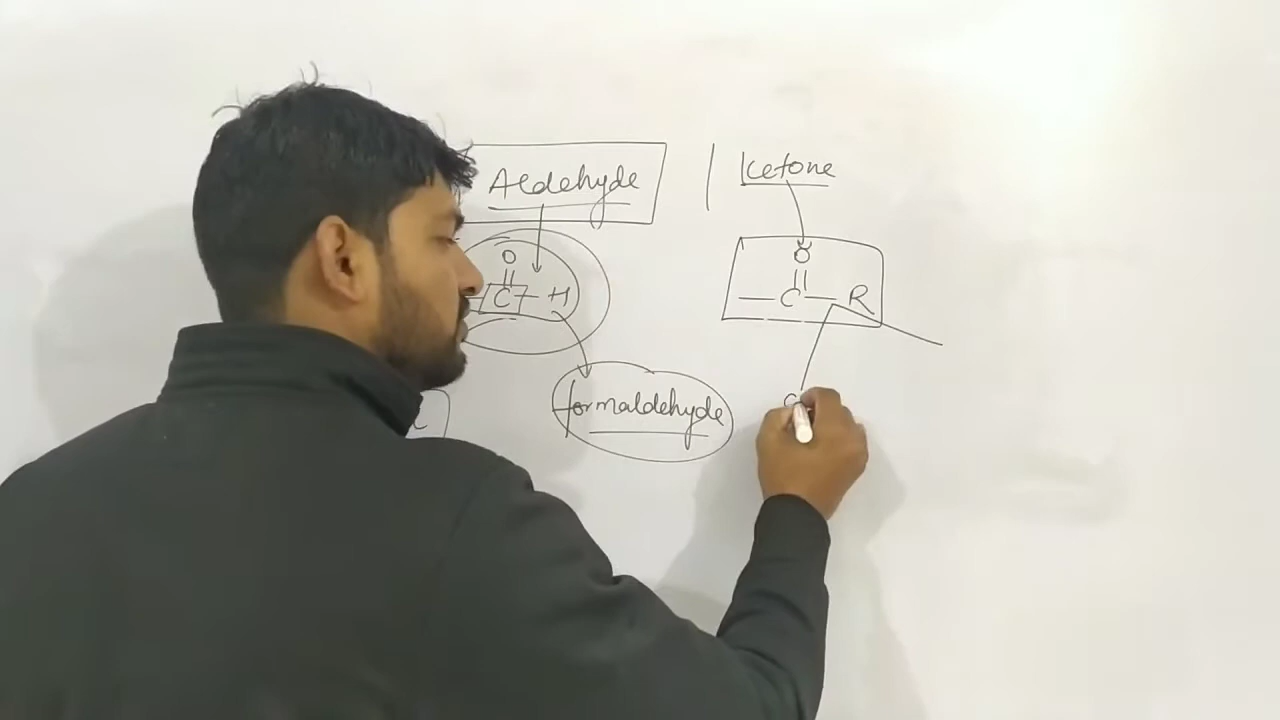 Aldehyde | Ketone
O
C - H
O
- C - R
formaldehyde